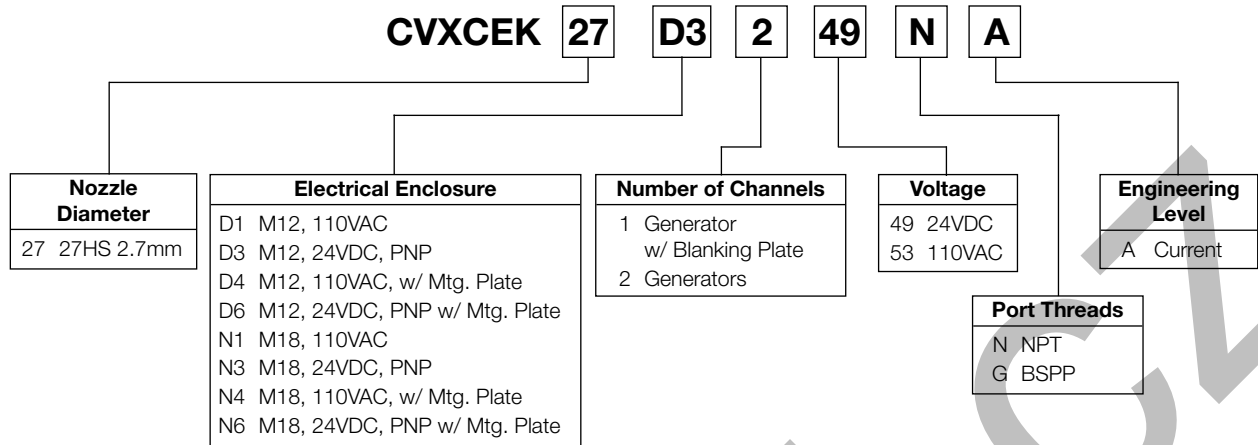 CVXCEK 27 D3 2 49 N A
Nozzle
Diameter
27 27HS 2.7mm
Electrical Enclosure
D1 M12, 110VAC
D3 M12, 24VDC, PNP
D4 M12, 110VAC, w/ Mtg. Plate
D6 M12, 24VDC, PNP w/ Mtg. Plate
N1 M18, 110VAC
N3 M18, 24VDC, PNP
N4 M18, 110VAC, w/ Mtg. Plate
N6 M18, 24VDC, PNP w/ Mtg. Plate
Number of Channels
1 Generator
w/ Blanking Plate
2 Generators
Voltage
49 24VDC
53 110VAC
Engineering
Level
A Current
Port Threads
N NPT
G BSPP
CZ